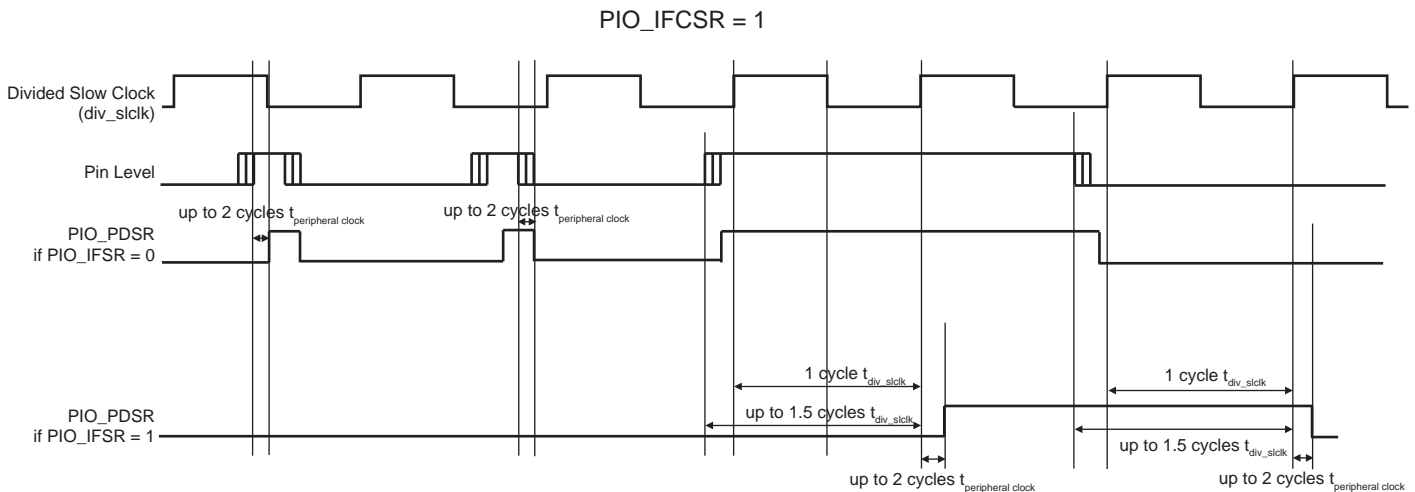 PIO_IFCSR = 1
Divided Slow Clock
(div_slclk)
Pin Level
up to 2 cycles tperipheral clock
up to 2 cycles tperipheral clock
PIO_PDSR
if PIO_IFSR = 0
1 cycle tdiv_slclk
1 cycle tdiv_slclk
PIO_PDSR
if PIO_IFSR = 1
up to 1.5 cycles tdiv_slclk
up to 1.5 cycles tdiv_slclk
up to 2 cycles tperipheral clock
up to 2 cycles tperipheral clock